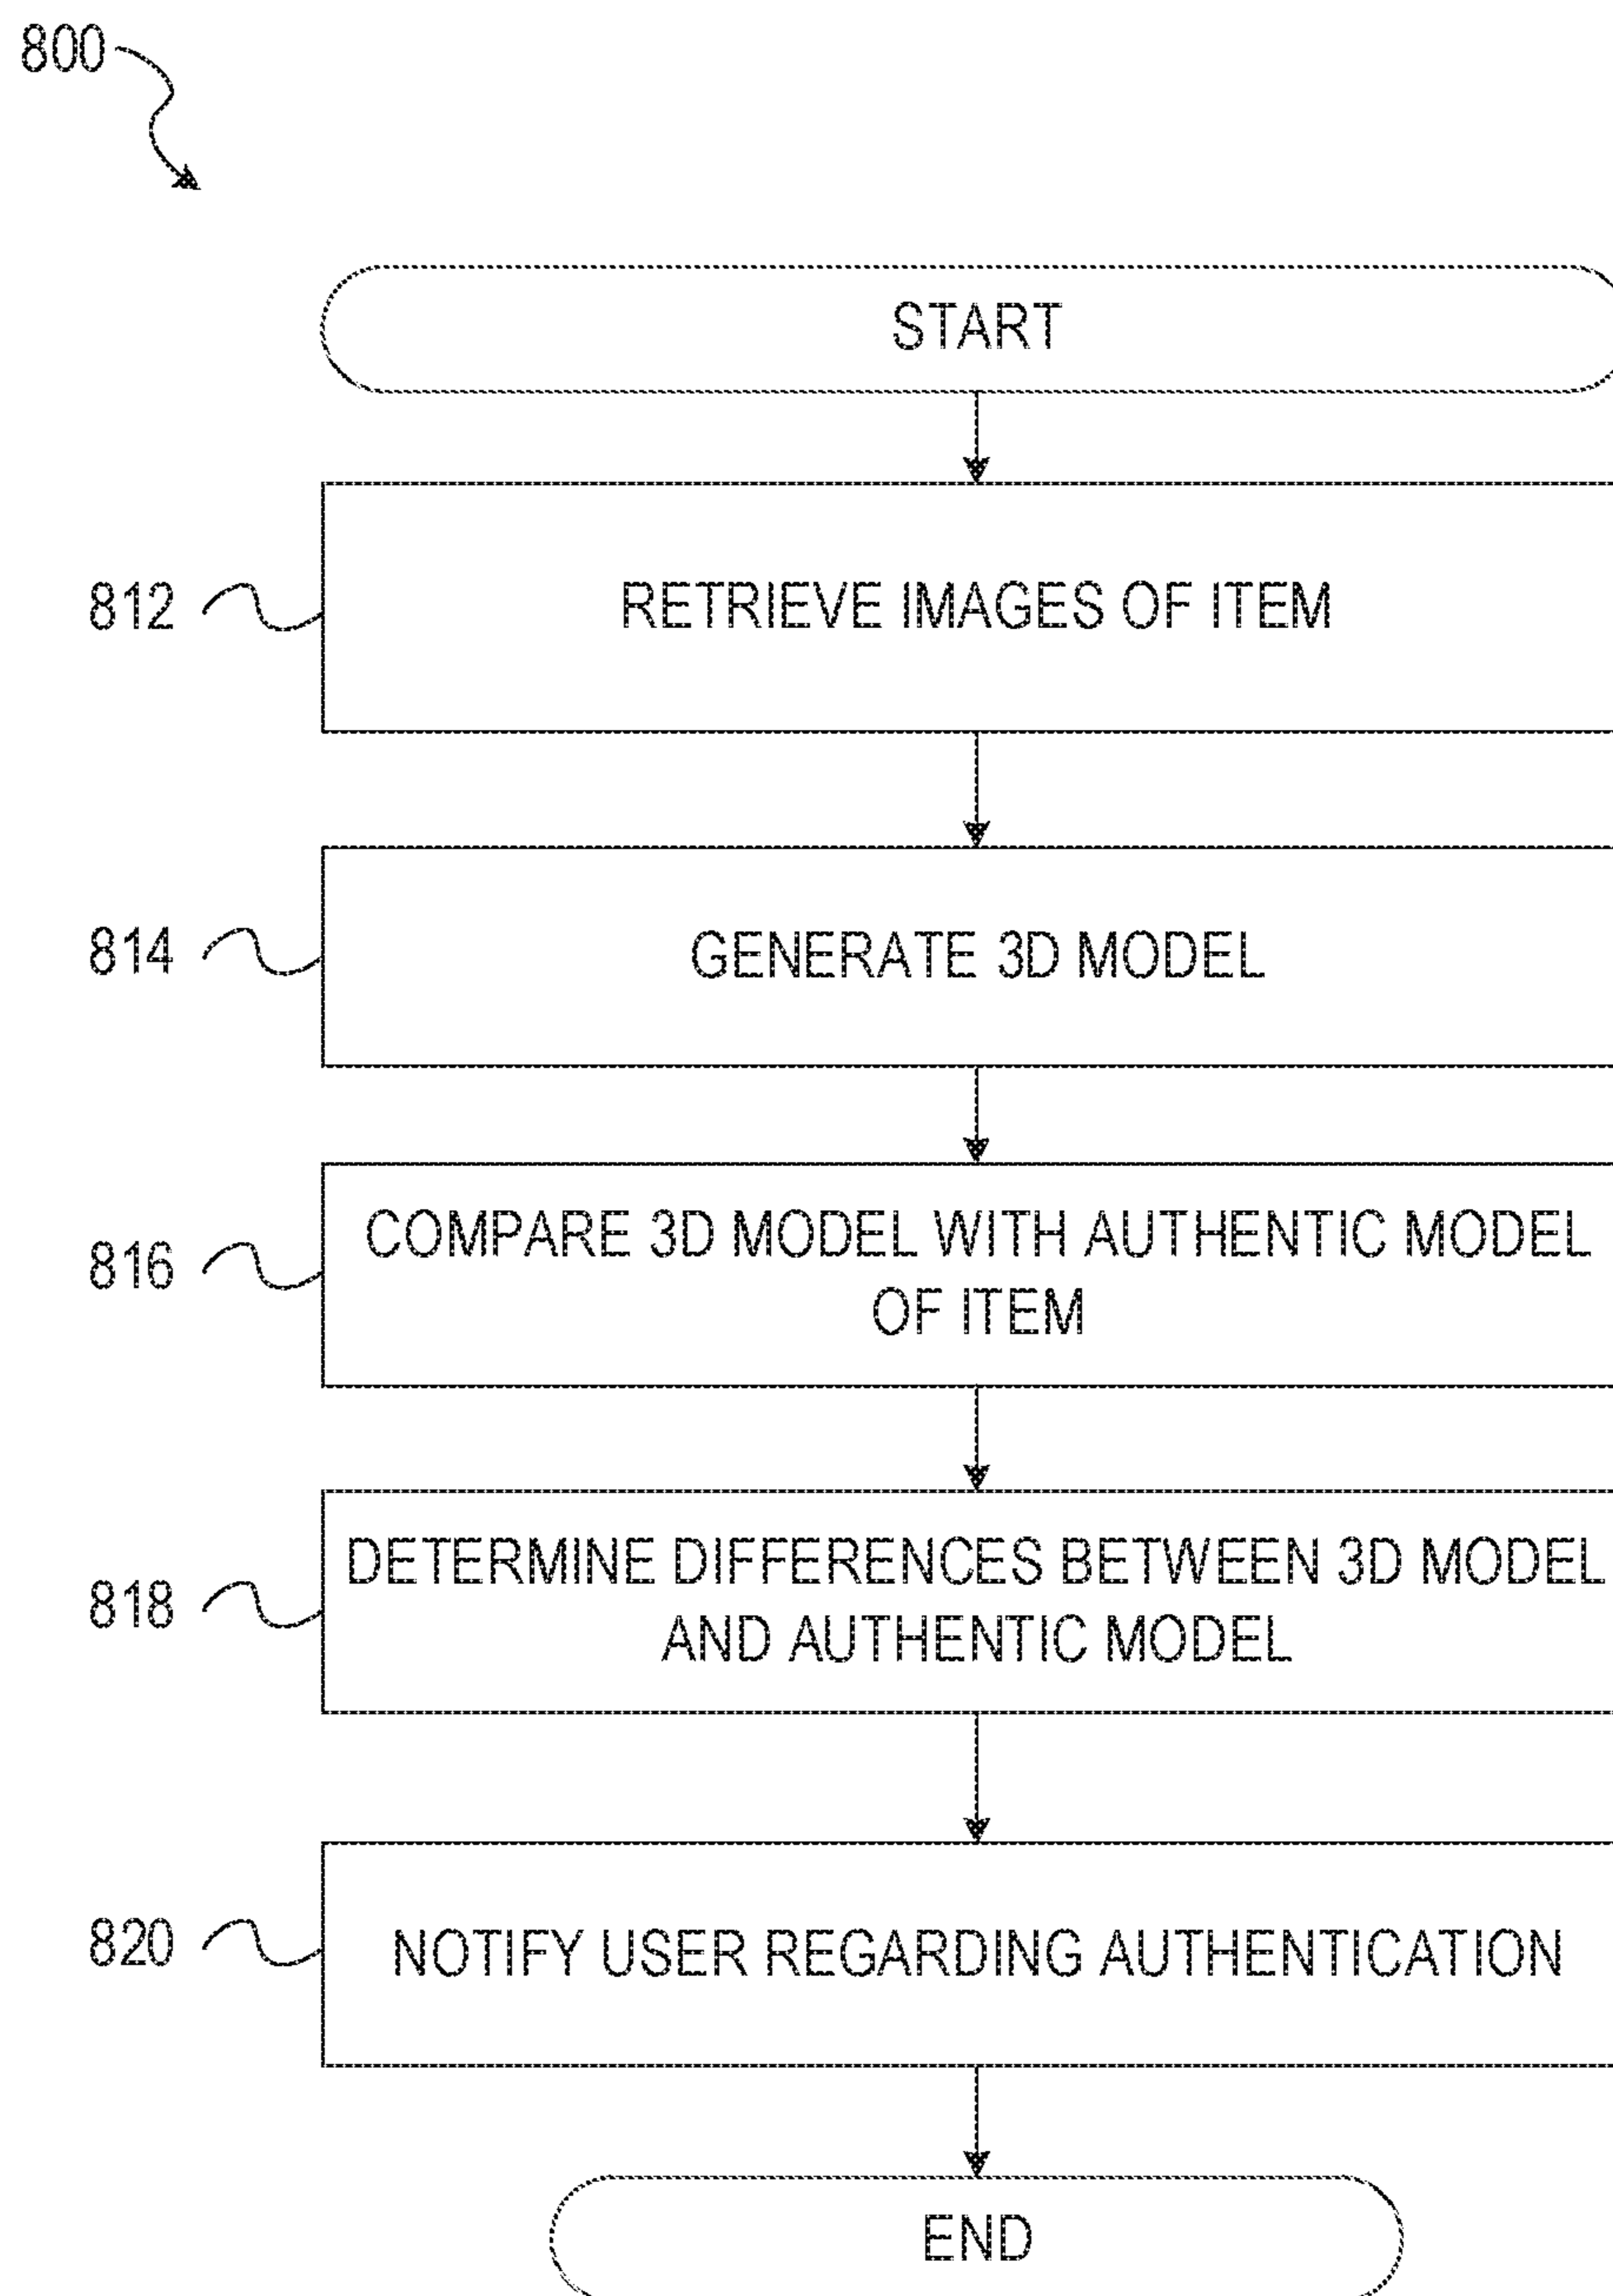 800
START
812
RETRIEVE IMAGES OF ITEM
814
GENERATE 3D MODEL
816
COMPARE 3D MODEL WITH AUTHENTIC MODEL
OF ITEM
818
DETERMINE DIFFERENCES BETWEEN 3D MODEL
AND AUTHENTIC MODEL
820
NOTIFY USER REGARDING AUTHENTICATION
END